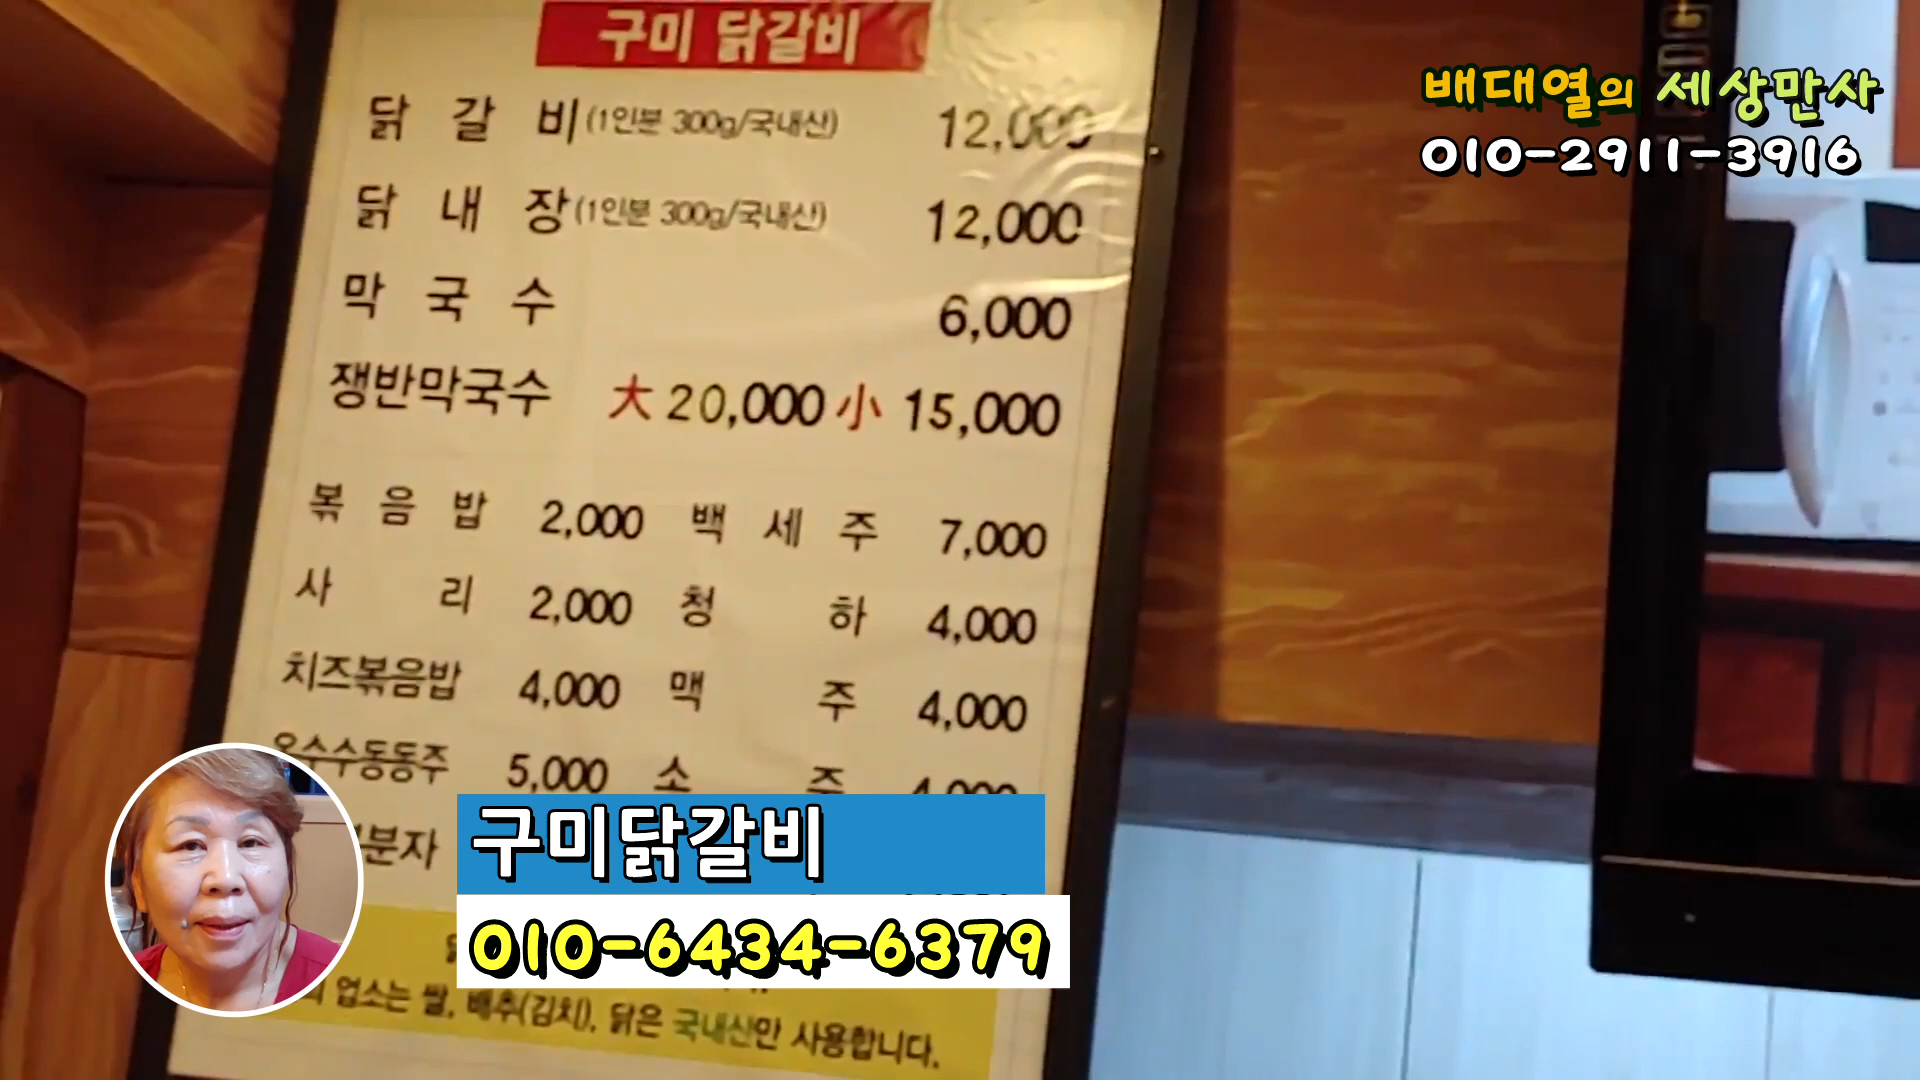 구미 닭갈비
배대열의 세상만사
010-2911-3916
닭 갈 비(1인분 300g/국내산) 12,000
닭 내 장(1인분 300g/국내산) 12,000
막 국 수 6,000
쟁반막국수 大 20,000 小 15,000
볶 음 밥 2,000 백 세 주 7,000
사 리 2,000 청 하 4,000
치즈볶음밥 4,000 맥 주 4,000
옥수수동동주 5,000 소 주 4,000
분자
구미닭갈비
010-6434-6379
업소는 쌀, 배추(김치), 닭은 국내산만 사용합니다.